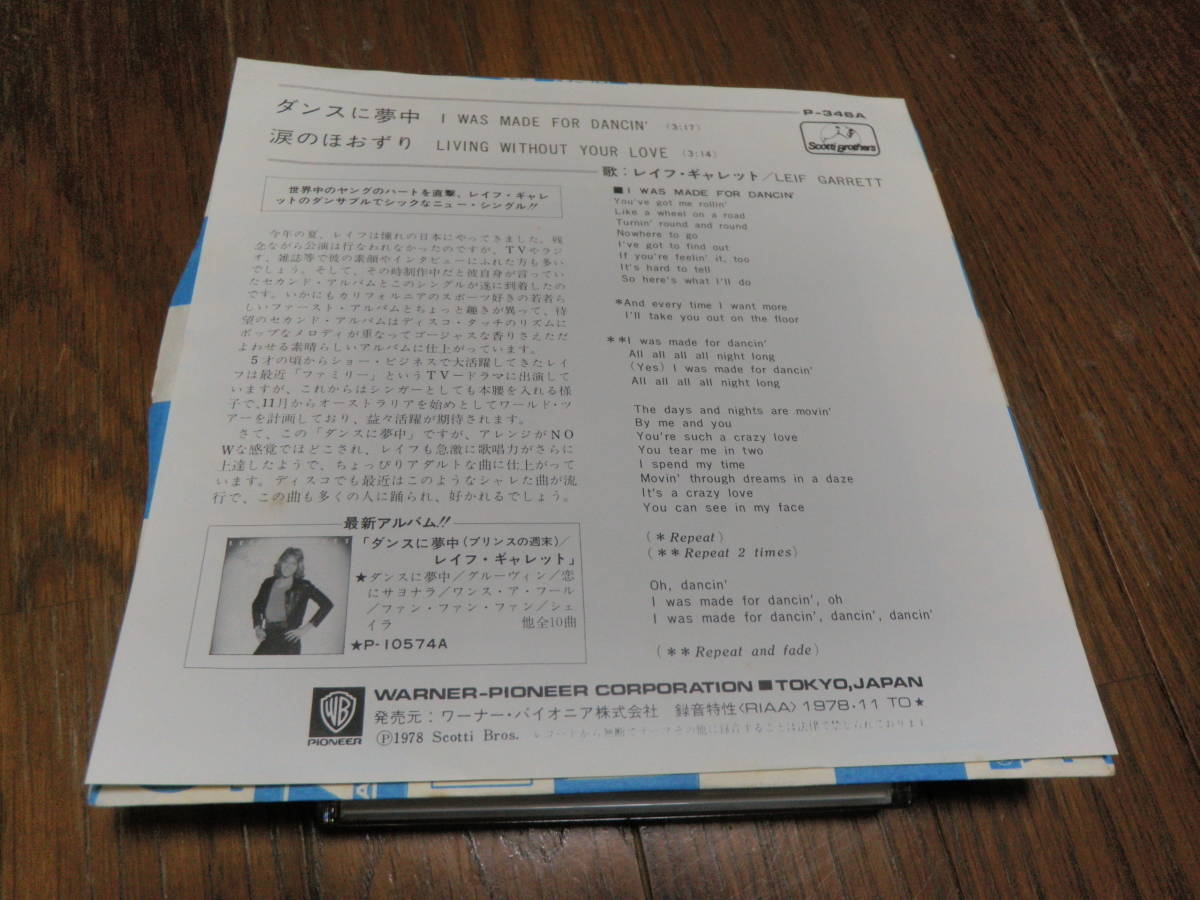 P-346A
Scotti Brothers
ダンスに夢中 I WAS MADE FOR DANCIN' (3:17)
涙のほおずり LIVING WITHOUT YOUR LOVE (3:14)
歌：レイフ・ギャレット／LEIF GARRETT
世界中のヤングのハートを直撃、レイフ・ギャレ
ットのダンサブルでシックなニュー・シングル!!
今年の夏、レイフは憧れの日本にやってきました。残
念ながら公演は行なわれなかったのですが、TVやラジ
オ、雑誌等で彼の素顔やインタビューにふれた方も多い
でしょう。そして、その時制作中だと彼自身が言ってい
たセカンド・アルバムとこのシングルが遂に到着したの
です。いかにもカリフォルニアのスポーツ好きの若者ら
しいファースト・アルバムとちょっと趣きが異って、待
望のセカンド・アルバムはディスコ・タッチのリズムに
ポップなメロディが重なってゴージャスな香りさえただ
よわせる素晴らしいアルバムに仕上がっています。
5才の頃からショー・ビジネスで大活躍してきたレイ
フは最近「ファミリー」というTVードラマに出演して
いますが、これからはシンガーとしても本腰を入れる様
子で、11月からオーストラリアを始めとしてワールド・ツ
アーを計画しており、益々活躍が期待されます。
さて、この「ダンスに夢中」ですが、アレンジがNO
Wな感覚でほどこされ、レイフも急激に歌唱力がさらに
上達したようで、ちょっぴりアダルトな曲に仕上がって
います。ディスコでも最近はこのようなシャレた曲が流
行で、この曲も多くの人に踊られ、好かれるでしょう。
最新アルバム!!
「ダンスに夢中(プリンスの週末)／
レイフ・ギャレット」
★ダンスに夢中／グルーヴィン／恋
にサヨナラ／ワンス・ア・フール
／ファン・ファン・ファン／シェ
イラ 他全10曲
★P-10574A
■I WAS MADE FOR DANCIN'
You've got me rollin'
Like a wheel on a road
Turnin' round and round
Nowhere to go
I've got to find out
If you're feelin' it, too
It's hard to tell
So here's what I'll do
*And every time I want more
I'll take you out on the floor
**I was made for dancin'
All all all all night long
(Yes) I was made for dancin'
All all all all night long
The days and nights are movin'
By me and you
You're such a crazy love
You tear me in two
I spend my time
Movin' through dreams in a daze
It's a crazy love
You can see in my face
(* Repeat)
(** Repeat 2 times)
Oh, dancin'
I was made for dancin', oh
I was made for dancin', dancin', dancin'
(** Repeat and fade)
WB
PIONEER
WARNER-PIONEER CORPORATION ■ TOKYO, JAPAN
発売元：ワーナー・パイオニア株式会社 録音特性〈RIAA〉1978·11 TO★
Ⓟ1978 Scotti Bros. レコードから無断でテープその他に録音することは法律で禁じられております